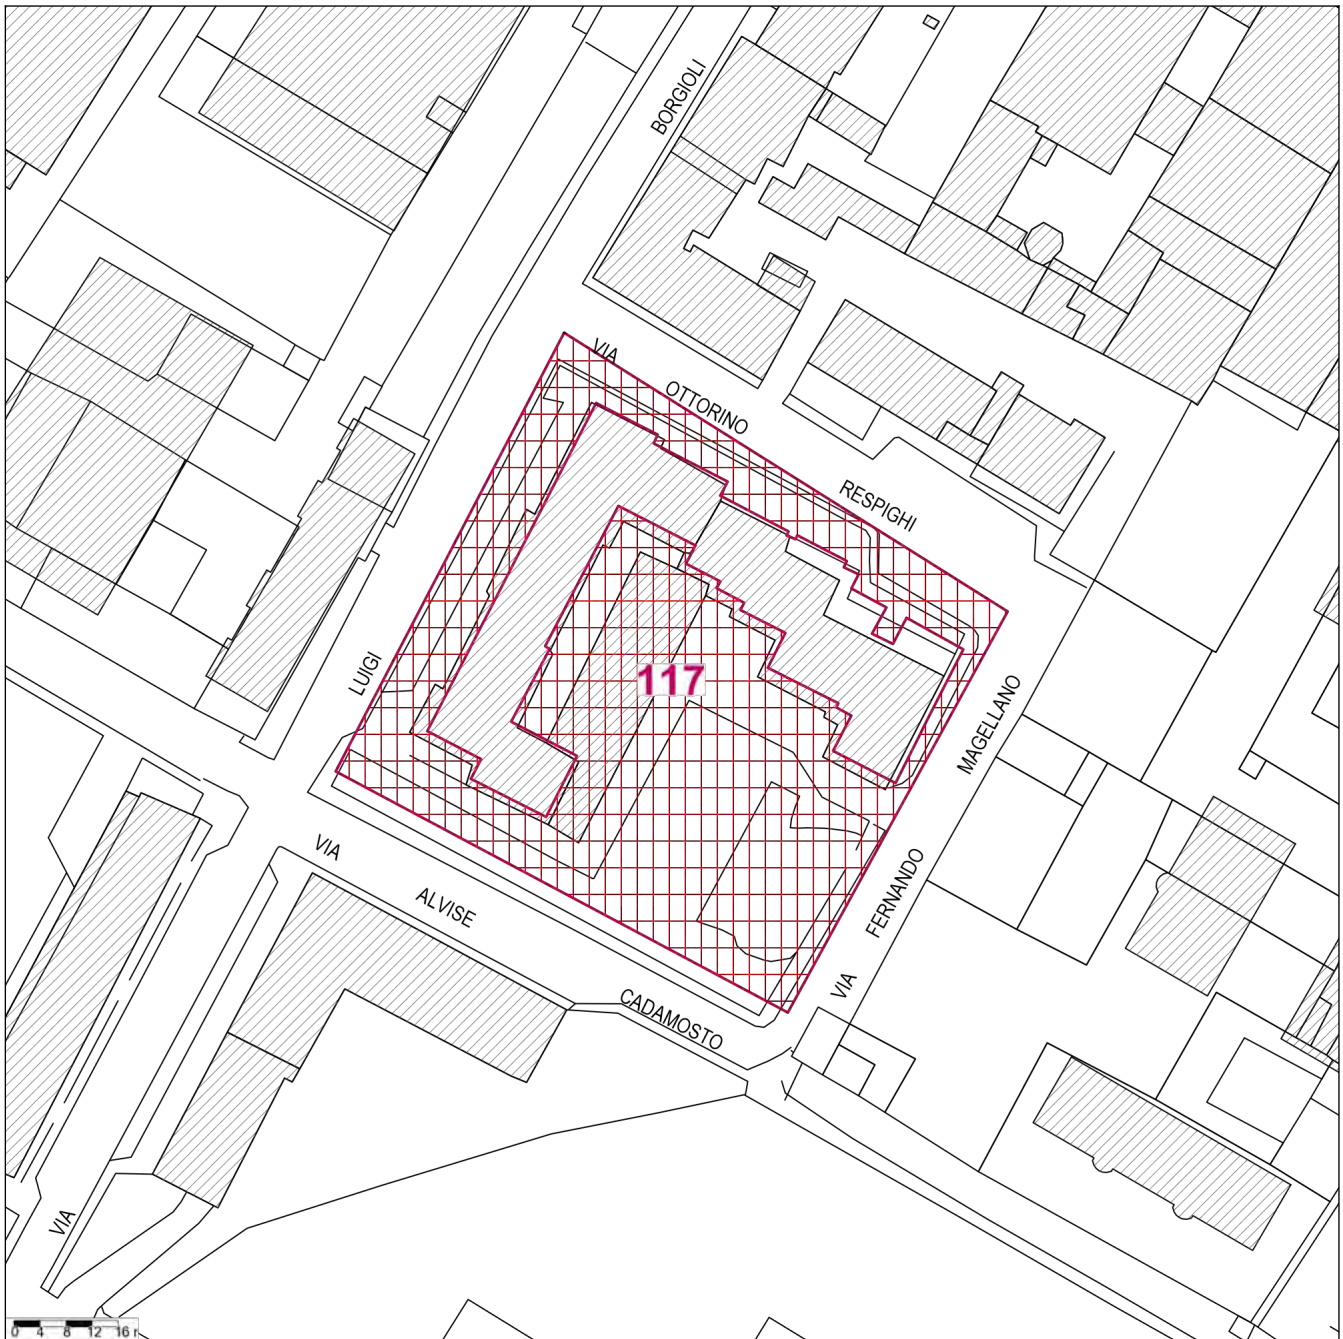 BORGIOLI
VIA
OTTORINO
RESPIGHI
LUIGI
117
MAGELLANO
VIA
ALVISE
FERNANDO
CADAMOSTO
VIA
VIA
0 4 8 12 16